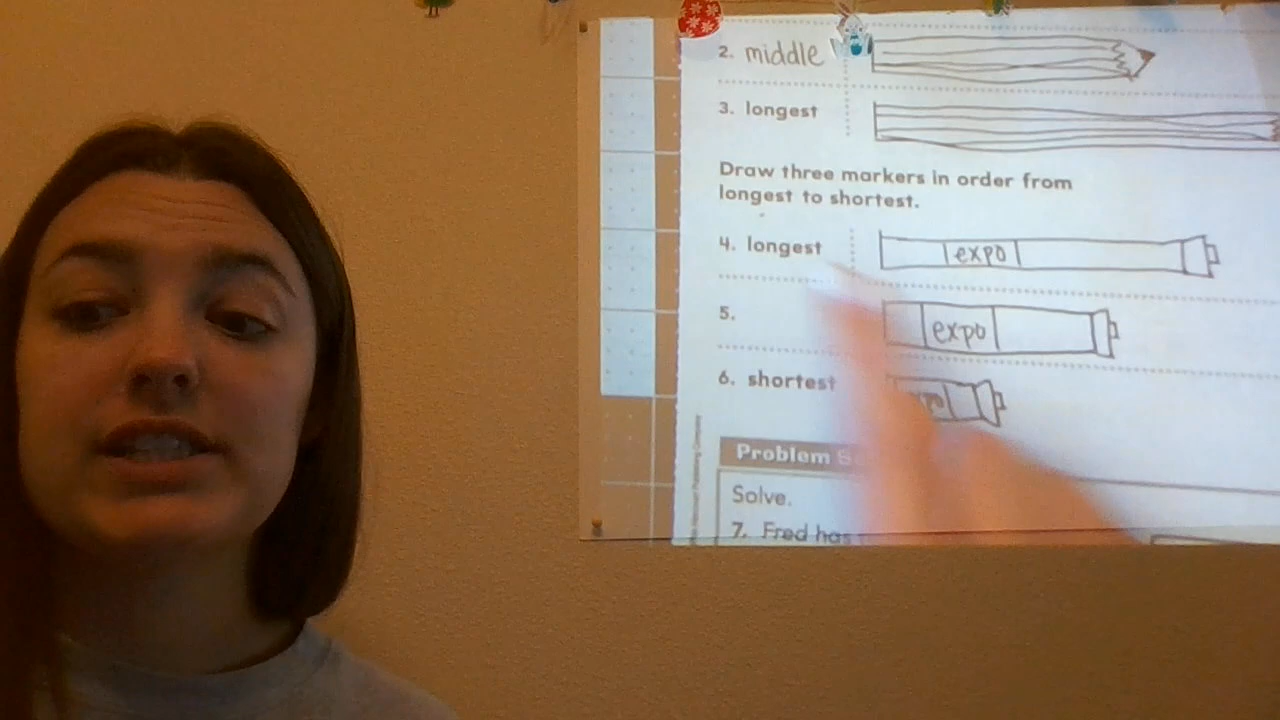 2. middle
3. longest
Draw three markers in order from
longest to shortest.
4. longest
expo
5.
expo
6. shortest
Problem
Solve.
7. Fred has